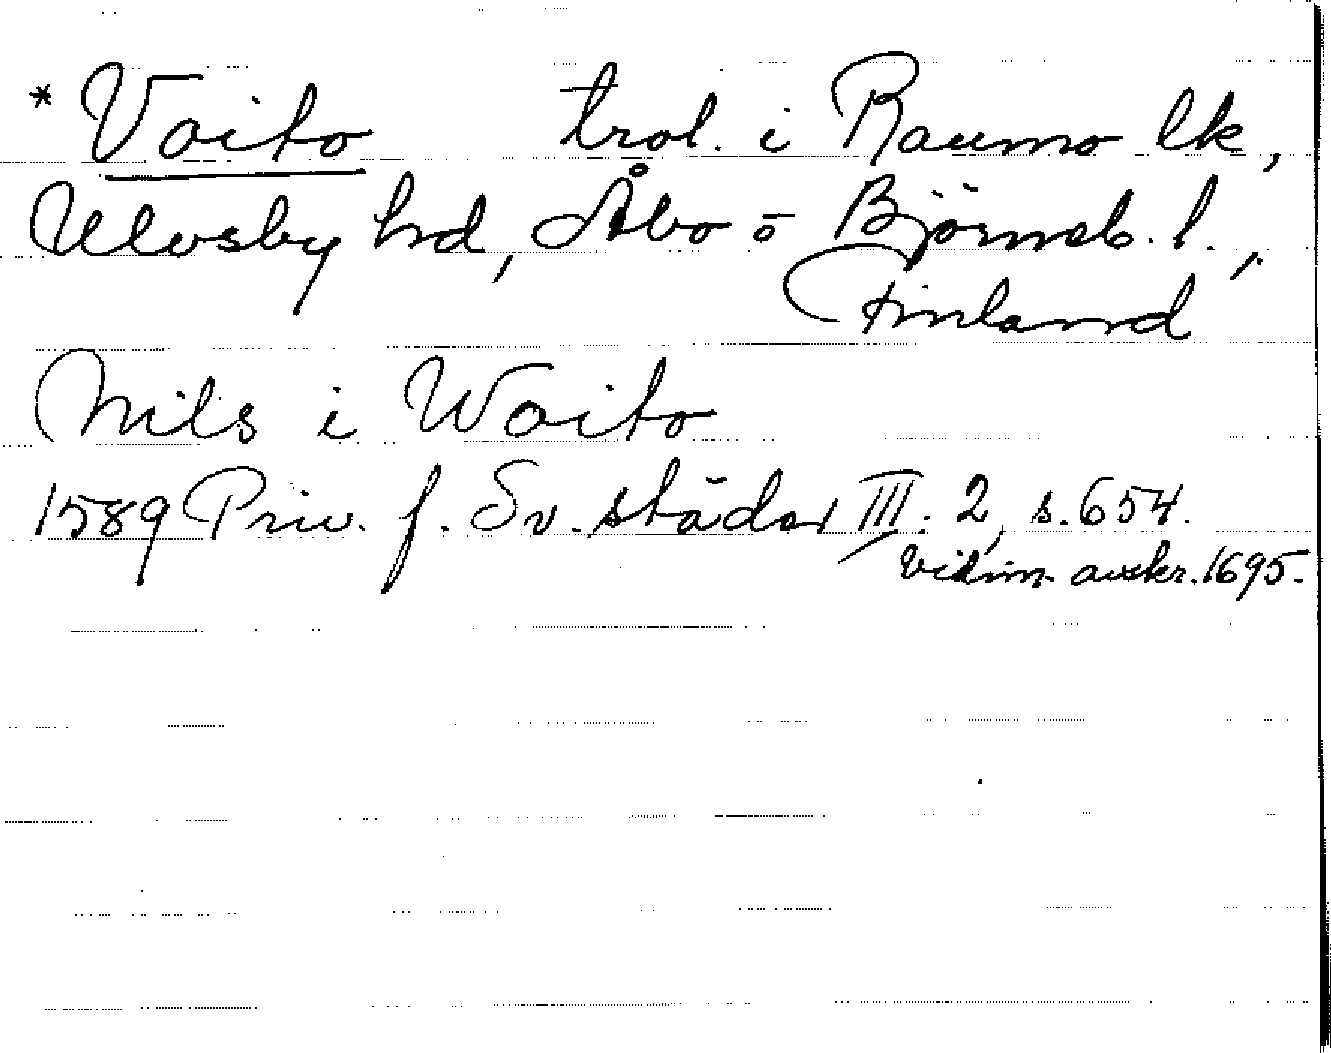 * Voito trol. i Raumo lk,
Ulvsby hd, Åbo o Björneb. l.,
Finland
Nils i Woito
1589 Priv. f. Sv. städer III: 2, s. 654.
Vidim. avskr. 1695.